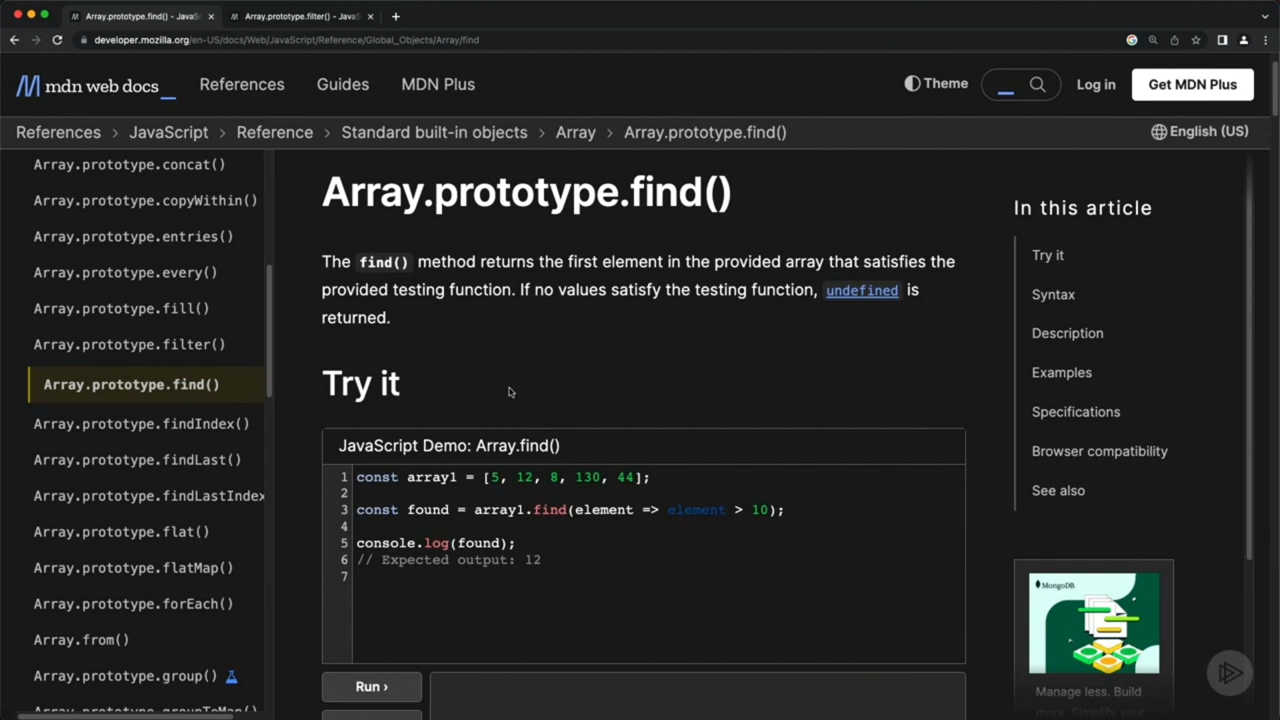 Array.prototype.find() - JavaSc
Array.prototype.filter() - JavaS
developer.mozilla.org/en-US/docs/Web/JavaScript/Reference/Global_Objects/Array/find
mdn web docs
References
Guides
MDN Plus
Theme
Log in
Get MDN Plus
References > JavaScript > Reference > Standard built-in objects > Array > Array.prototype.find()
English (US)
Array.prototype.concat()
Array.prototype.copyWithin()
Array.prototype.entries()
Array.prototype.every()
Array.prototype.fill()
Array.prototype.filter()
Array.prototype.find()
Array.prototype.findIndex()
Array.prototype.findLast()
Array.prototype.findLastIndex
Array.prototype.flat()
Array.prototype.flatMap()
Array.prototype.forEach()
Array.from()
Array.prototype.group()
Array.prototype.groupToMap()
Array.prototype.find()
The find() method returns the first element in the provided array that satisfies the
provided testing function. If no values satisfy the testing function, undefined is
returned.
Try it
JavaScript Demo: Array.find()
1 const array1 = [5, 12, 8, 130, 44];
2
3 const found = array1.find(element => element > 10);
4
5 console.log(found);
6 // Expected output: 12
7
Run ›
In this article
Try it
Syntax
Description
Examples
Specifications
Browser compatibility
See also
MongoDB
Manage less. Build
more. Simplify your